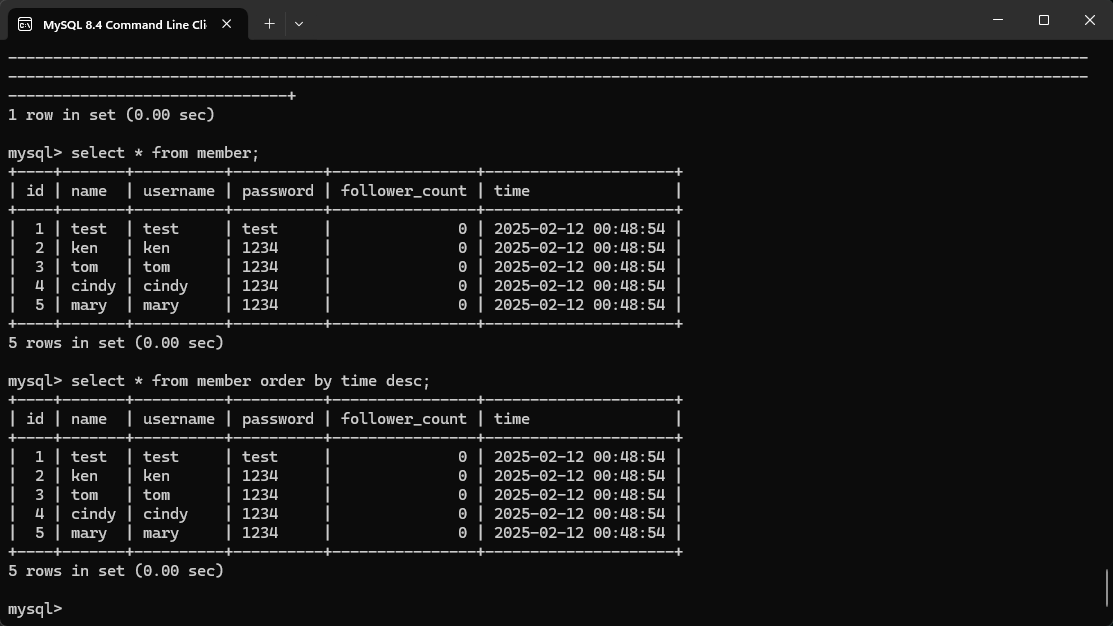 MySQL 8.4 Command Line Cli
------------------------------------------------------------------------------------------------------------------------
------------------------------------------------------------------------------------------------------------------------
-------------------------------+
1 row in set (0.00 sec)
mysql> select * from member;
+----+-------+----------+----------+----------------+---------------------+
| id | name  | username | password | follower_count | time                |
+----+-------+----------+----------+----------------+---------------------+
|  1 | test  | test     | test     |              0 | 2025-02-12 00:48:54 |
|  2 | ken   | ken      | 1234     |              0 | 2025-02-12 00:48:54 |
|  3 | tom   | tom      | 1234     |              0 | 2025-02-12 00:48:54 |
|  4 | cindy | cindy    | 1234     |              0 | 2025-02-12 00:48:54 |
|  5 | mary  | mary     | 1234     |              0 | 2025-02-12 00:48:54 |
+----+-------+----------+----------+----------------+---------------------+
5 rows in set (0.00 sec)
mysql> select * from member order by time desc;
+----+-------+----------+----------+----------------+---------------------+
| id | name  | username | password | follower_count | time                |
+----+-------+----------+----------+----------------+---------------------+
|  1 | test  | test     | test     |              0 | 2025-02-12 00:48:54 |
|  2 | ken   | ken      | 1234     |              0 | 2025-02-12 00:48:54 |
|  3 | tom   | tom      | 1234     |              0 | 2025-02-12 00:48:54 |
|  4 | cindy | cindy    | 1234     |              0 | 2025-02-12 00:48:54 |
|  5 | mary  | mary     | 1234     |              0 | 2025-02-12 00:48:54 |
+----+-------+----------+----------+----------------+---------------------+
5 rows in set (0.00 sec)
mysql>